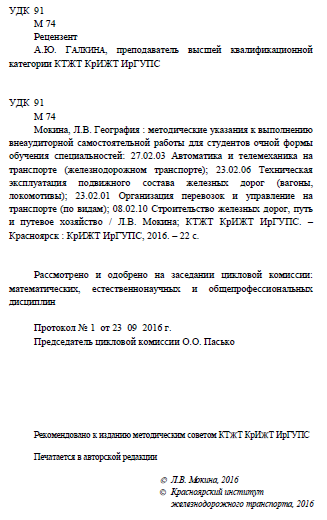 УДК 91
М 74
Рецензент
А.Ю. ГАЛКИНА, преподаватель высшей квалификационной
категории КТЖТ КрИЖТ ИрГУПС
УДК 91
М 74
Мокина, Л.В. География : методические указания к выполнению
внеаудиторной самостоятельной работы для студентов очной формы
обучения специальностей: 27.02.03 Автоматика и телемеханика на
транспорте (железнодорожном транспорте); 23.02.06 Техническая
эксплуатация подвижного состава железных дорог (вагоны,
локомотивы); 23.02.01 Организация перевозок и управление на
транспорте (по видам); 08.02.10 Строительство железных дорог, путь
и путевое хозяйство / Л.В. Мокина; КТЖТ КрИЖТ ИрГУПС. –
Красноярск : КрИЖТ ИрГУПС, 2016. – 22 с.
Рассмотрено и одобрено на заседании цикловой комиссии:
математических, естественнонаучных и общепрофессиональных
дисциплин
Протокол № 1 от 23 09 2016 г.
Председатель цикловой комиссии О.О. Пасько
Рекомендовано к изданию методическим советом КТЖТ КрИЖТ ИрГУПС
Печатается в авторской редакции
© Л.В. Мокина, 2016
© Красноярский институт
железнодорожного транспорта, 2016